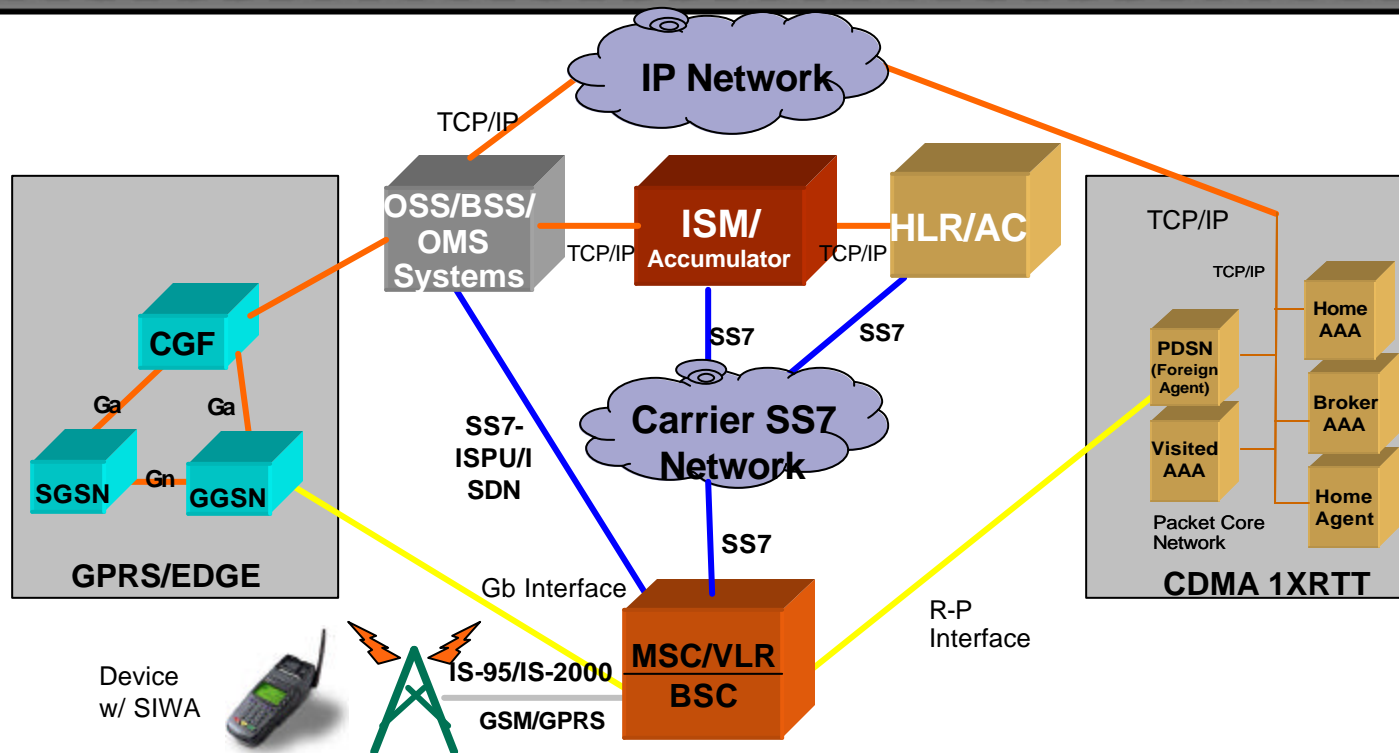 IP Network
TCP/IP
OSS/BSS/
OMS
Systems
TCP/IP
ISM/
Accumulator
TCP/IP
HLR/AC
TCP/IP
TCP/IP
Home
AAA
PDSN
(Foreign
Agent)
Broker
AAA
Visited
AAA
Home
Agent
Packet Core
Network
CDMA 1XRTT
CGF
Ga
Ga
SGSN
Gn
GGSN
GPRS/EDGE
SS7
SS7
Carrier SS7
Network
SS7-
ISPU/I
SDN
SS7
Gb Interface
R-P
Interface
MSC/VLR
BSC
IS-95/IS-2000
GSM/GPRS
Device
w/ SIWA